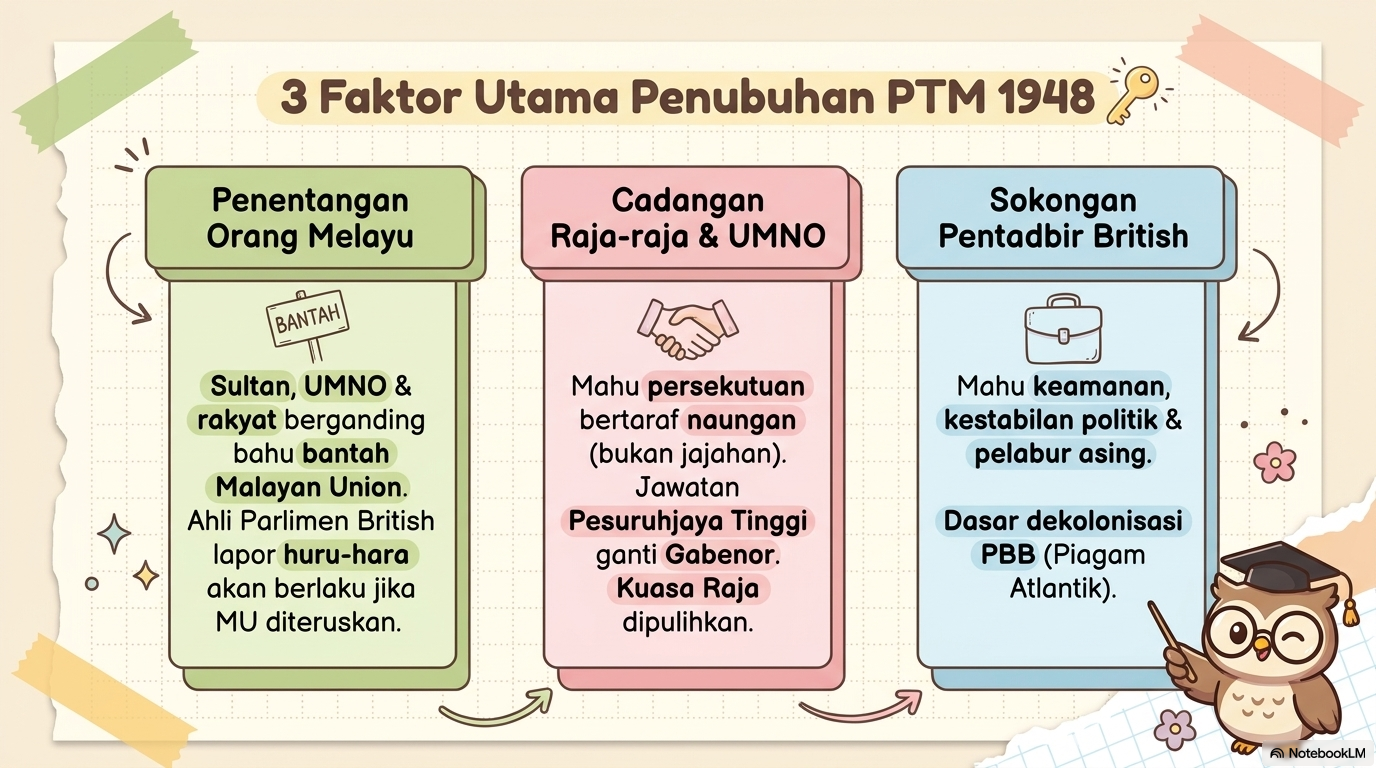 3 Faktor Utama Penubuhan PTM 1948
Penentangan
Orang Melayu
BANTAH
Sultan, UMNO &
rakyat berganding
bahu bantah
Malayan Union.
Ahli Parlimen British
lapor huru-hara
akan berlaku jika
MU diteruskan.
Cadangan
Raja-raja & UMNO
Mahu persekutuan
bertaraf naungan
(bukan jajahan).
Jawatan
Pesuruhjaya Tinggi
ganti Gabenor.
Kuasa Raja
dipulihkan.
Sokongan
Pentadbir British
Mahu keamanan,
kestabilan politik &
pelabur asing.
Dasar dekolonisasi
PBB (Piagam
Atlantik).
NotebookLM